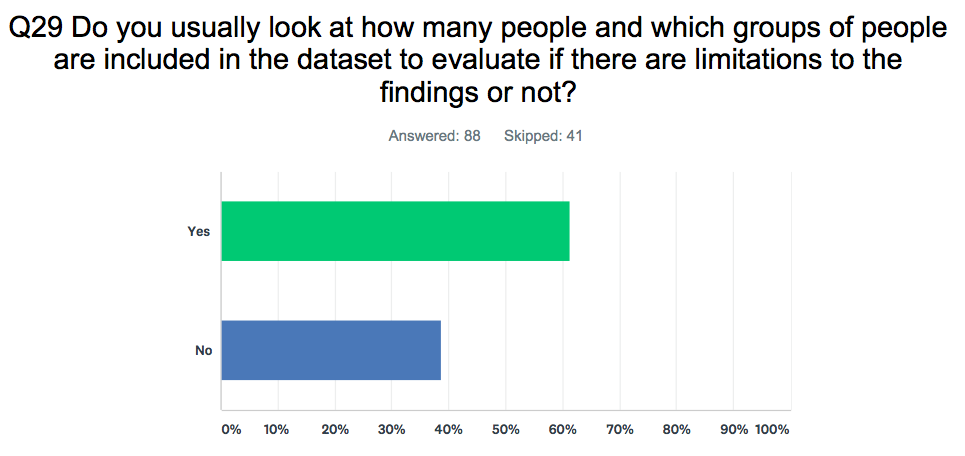 Q29 Do you usually look at how many people and which groups of people
are included in the dataset to evaluate if there are limitations to the
findings or not?
Answered: 88 Skipped: 41
Yes
No
0% 10% 20% 30% 40% 50% 60% 70% 80% 90% 100%